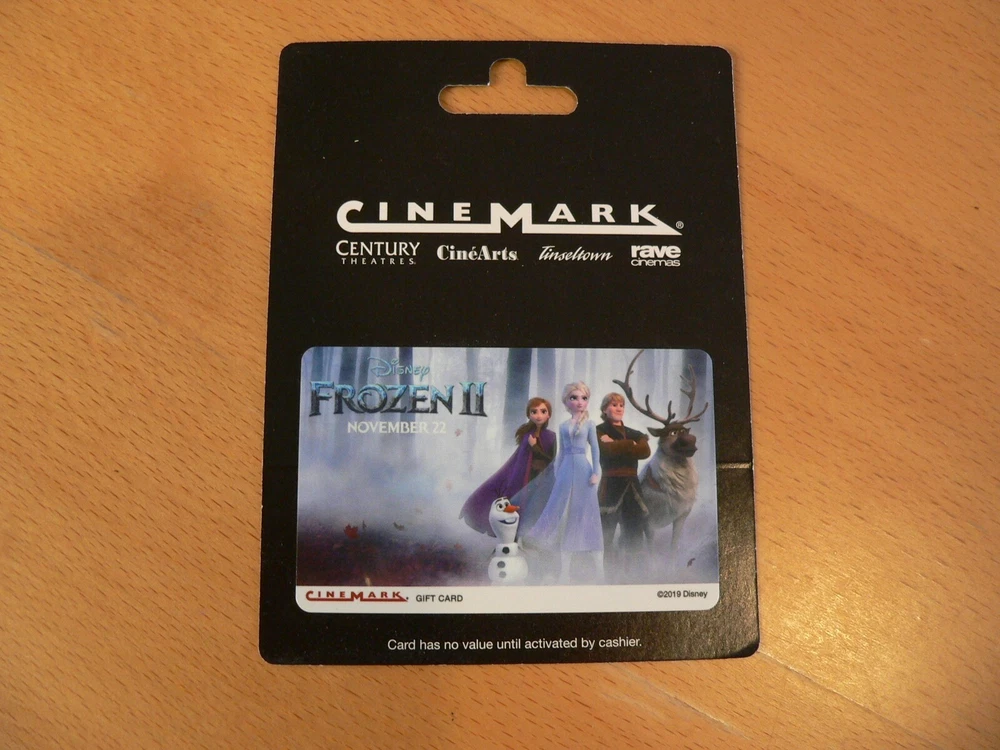 CINEMARK®
CENTURY THEATRES® CinéArts Tinseltown rave cinemas
Disney
FROZEN II
NOVEMBER 22
CINEMARK® GIFT CARD ©2019 Disney
Card has no value until activated by cashier.